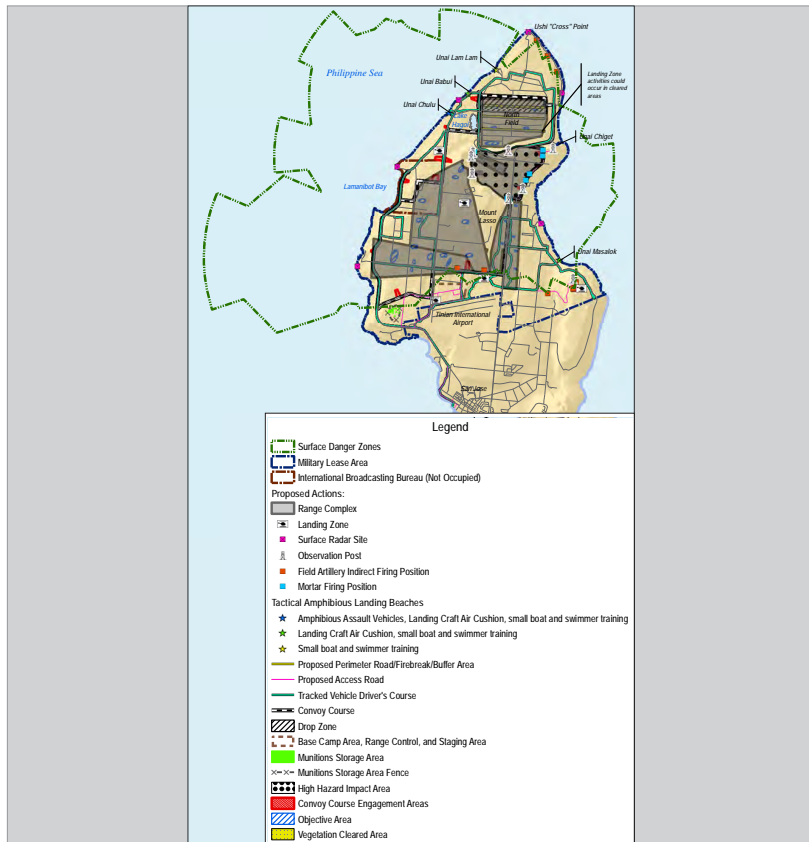 Ushi "Cross" Point
Unai Lam Lam
Philippine Sea
Landing Zone
activities could
occur in cleared
areas
Unai Babui
Unai Chulu
North
Field
Lake
Hagoi
Unai Chiget
Lamanibot Bay
Mount
Lasso
Unai Masalok
Tinian International
Airport
San Jose
Legend
Surface Danger Zones
Military Lease Area
International Broadcasting Bureau (Not Occupied)
Proposed Actions:
Range Complex
Landing Zone
Surface Radar Site
Observation Post
Field Artillery Indirect Firing Position
Mortar Firing Position
Tactical Amphibious Landing Beaches
Amphibious Assault Vehicles, Landing Craft Air Cushion, small boat and swimmer training
Landing Craft Air Cushion, small boat and swimmer training
Small boat and swimmer training
Proposed Perimeter Road/Firebreak/Buffer Area
Proposed Access Road
Tracked Vehicle Driver's Course
Convoy Course
Drop Zone
Base Camp Area, Range Control, and Staging Area
Munitions Storage Area
Munitions Storage Area Fence
High Hazard Impact Area
Convoy Course Engagement Areas
Objective Area
Vegetation Cleared Area